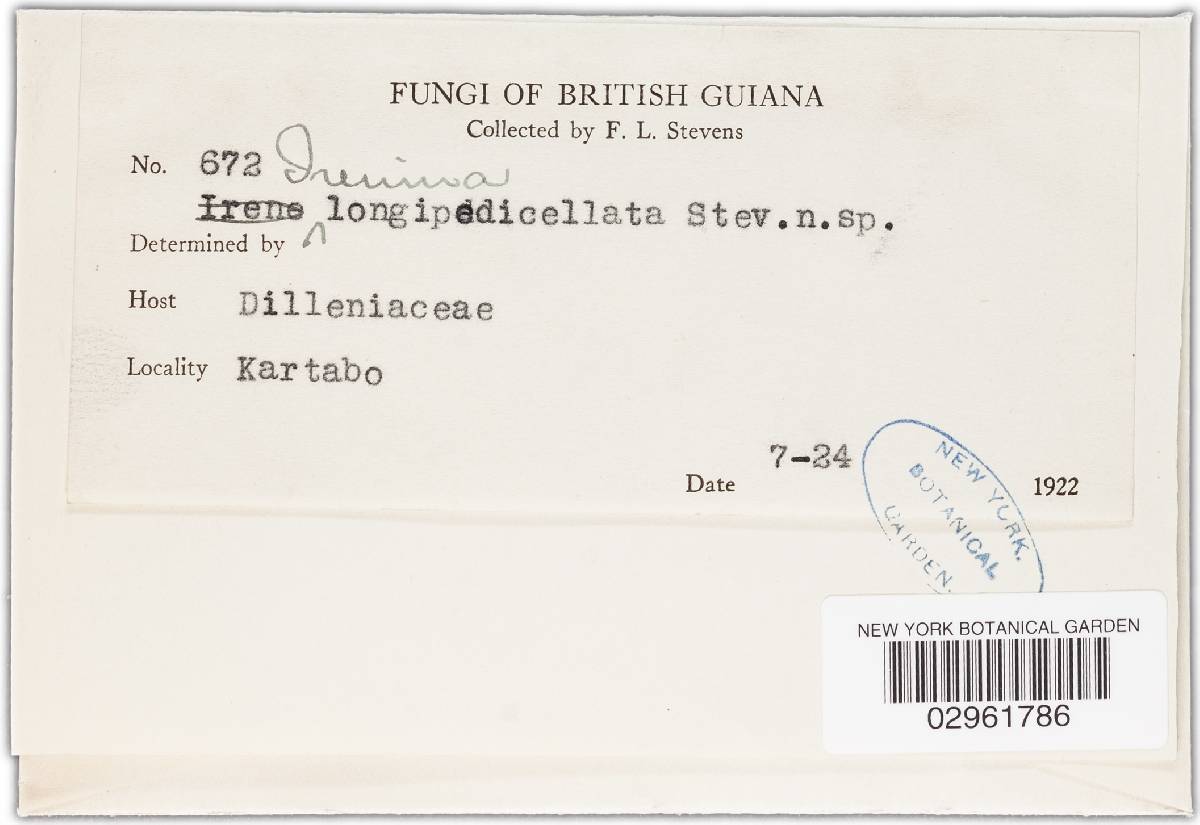 FUNGI OF BRITISH GUIANA
Collected by F. L. Stevens
No. 672 Irenina
Irene longipedicellata Stev.n.sp.
Determined by
Host Dilleniaceae
Locality Kartabo
Date 7-24 1922
NEW YORK.
BOTANICAL
GARDEN.
NEW YORK BOTANICAL GARDEN
02961786